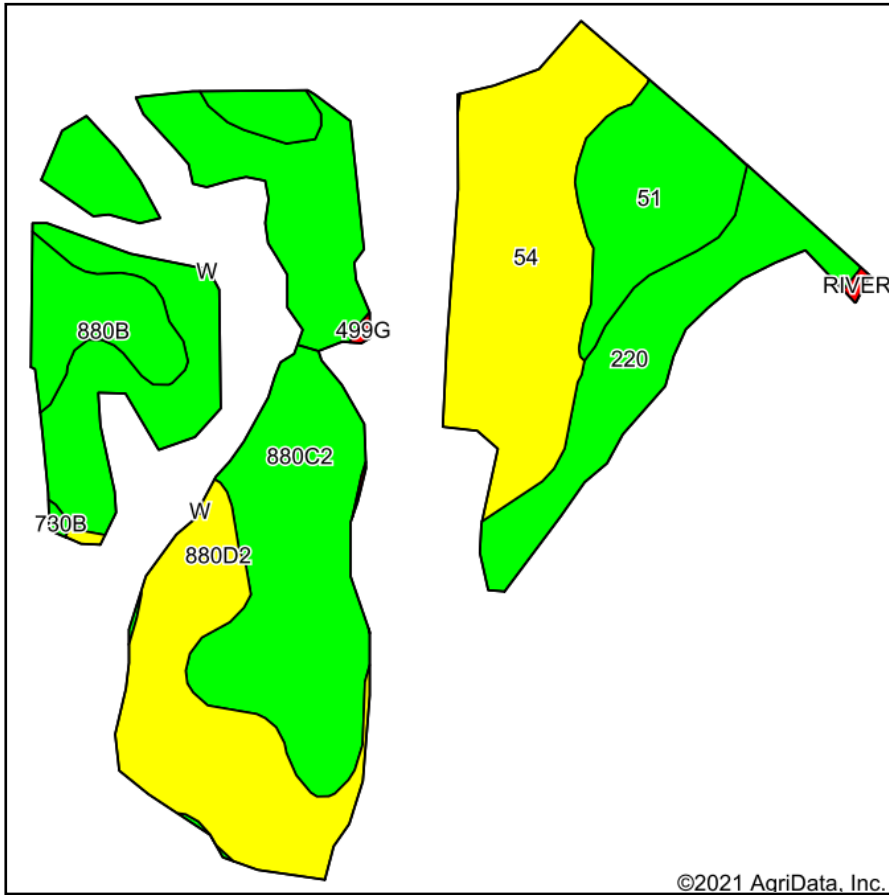 51
54
W
RIVER
880B
499G
220
880C2
W
730B
880D2
©2021 AgriData, Inc.